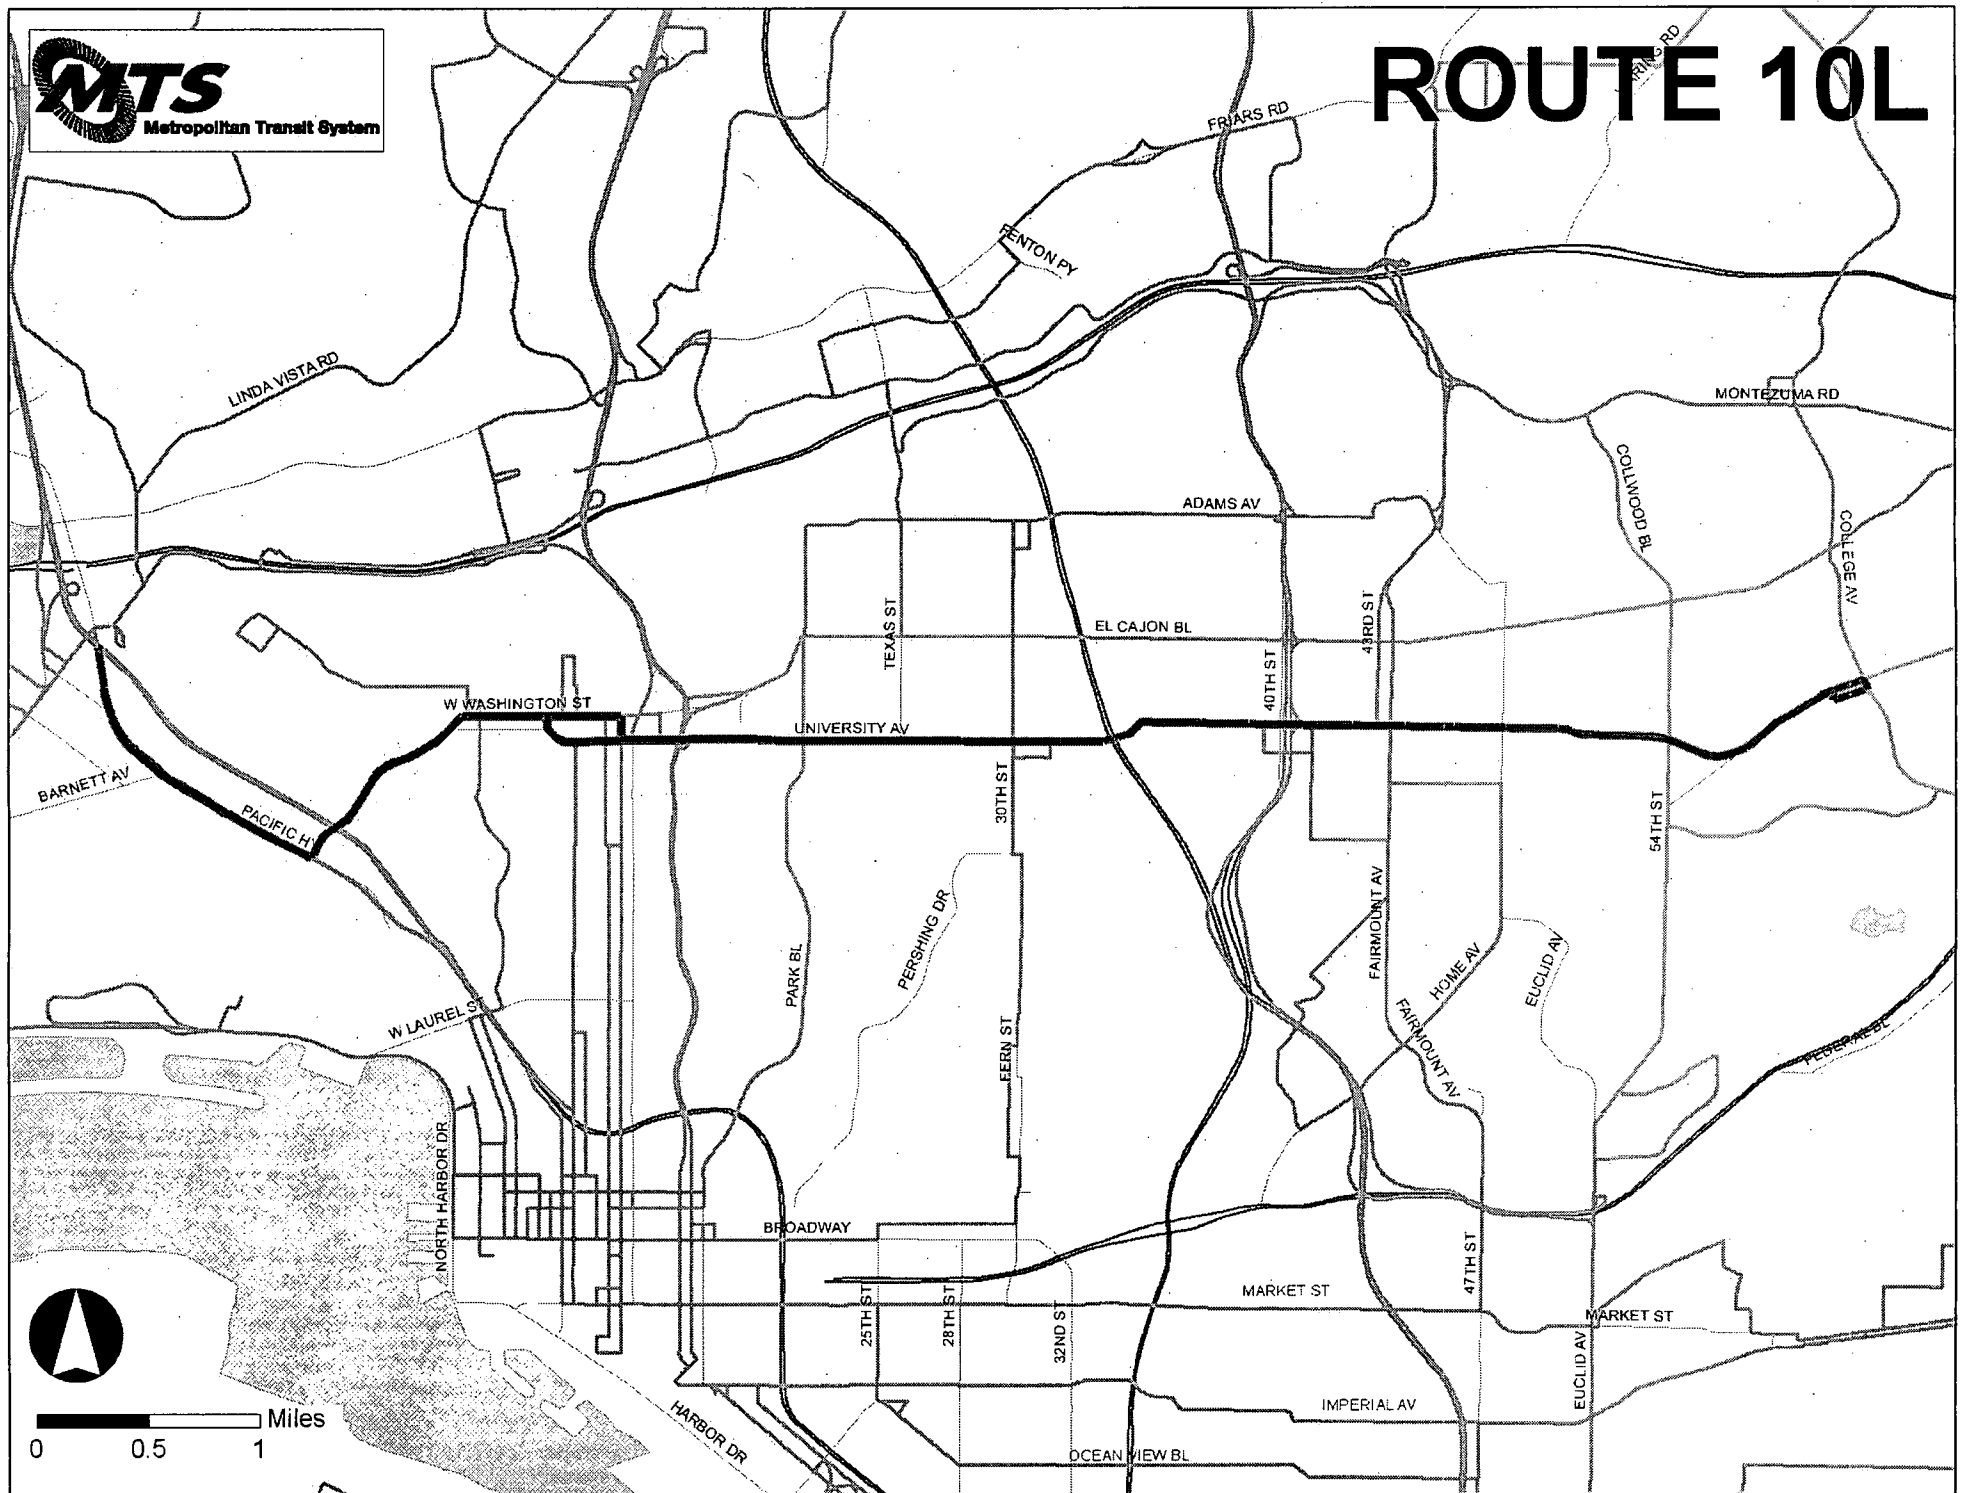 MTS
Metropolitan Transit System
ROUTE 10L
RING RD
FRIARS RD
FENTON PY
LINDA VISTA RD
MONTEZUMA RD
COLLWOOD BL
ADAMS AV
COLLEGE AV
TEXAS ST
EL CAJON BL
43RD ST
40TH ST
W WASHINGTON ST
UNIVERSITY AV
BARNETT AV
PACIFIC HY
30TH ST
54TH ST
PERSHING DR
FAIRMOUNT AV
PARK BL
HOME AV
EUCLID AV
W LAUREL ST
FERN ST
FAIRMOUNT AV
FEDERAL BL
NORTH HARBOR DR
BROADWAY
47TH ST
MARKET ST
25TH ST
28TH ST
32ND ST
MARKET ST
EUCLID AV
IMPERIAL AV
HARBOR DR
OCEAN VIEW BL
Miles
0 0.5 1